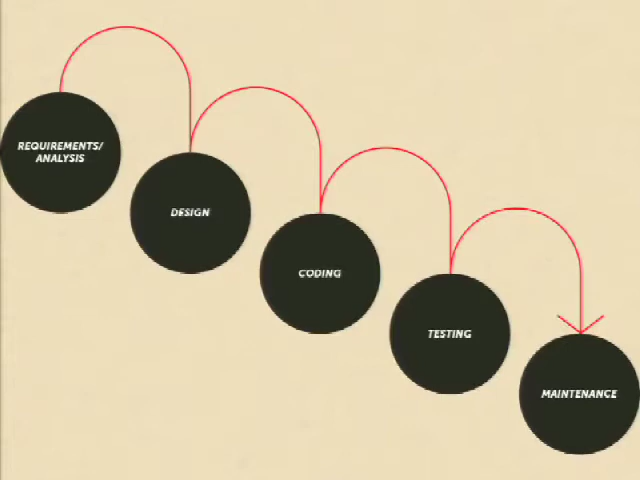 REQUIREMENTS/
ANALYSIS
DESIGN
CODING
TESTING
MAINTENANCE